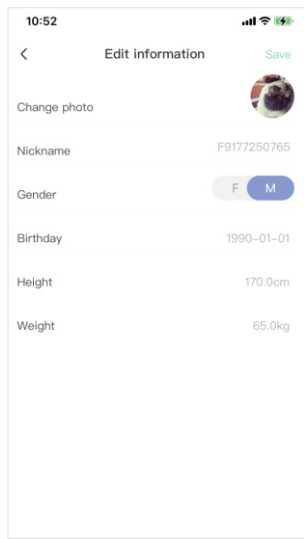 10:52
Edit information
Save
Change photo
Nickname
F9177250765
Gender
F M
Birthday
1990-01-01
Height
170.0cm
Weight
65.0kg